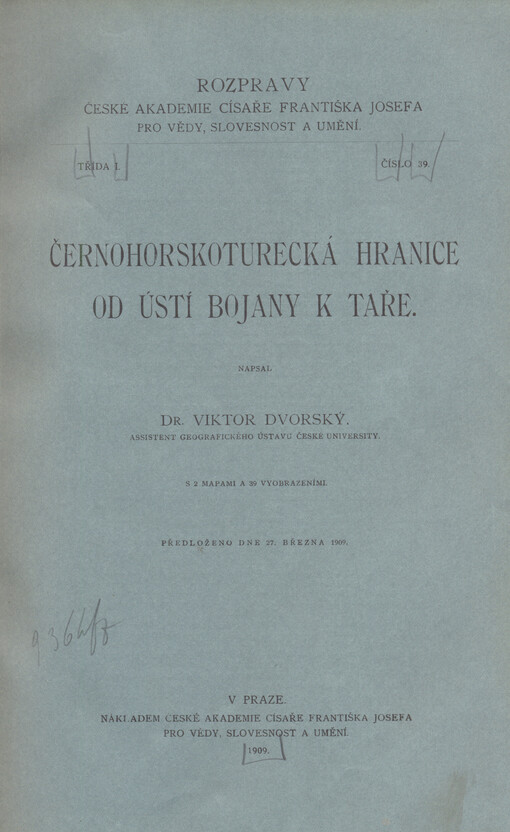 ROZPRAVY
ČESKÉ AKADEMIE CÍSAŘE FRANTIŠKA JOSEFA
PRO VĚDY, SLOVESNOST A UMĚNÍ.
TŘÍDA I. ČÍSLO 39.
ČERNOHORSKOTURECKÁ HRANICE
OD ÚSTÍ BOJANY K TAŘE.
NAPSAL
DR. VIKTOR DVORSKÝ,
ASSISTENT GEOGRAFICKÉHO ÚSTAVU ČESKÉ UNIVERSITY.
S 2 MAPAMI A 39 VYOBRAZENÍMI.
PŘEDLOŽENO DNE 27. BŘEZNA 1909.
V PRAZE.
NÁKLADEM ČESKÉ AKADEMIE CÍSAŘE FRANTIŠKA JOSEFA
PRO VĚDY, SLOVESNOST A UMĚNÍ.
1909.